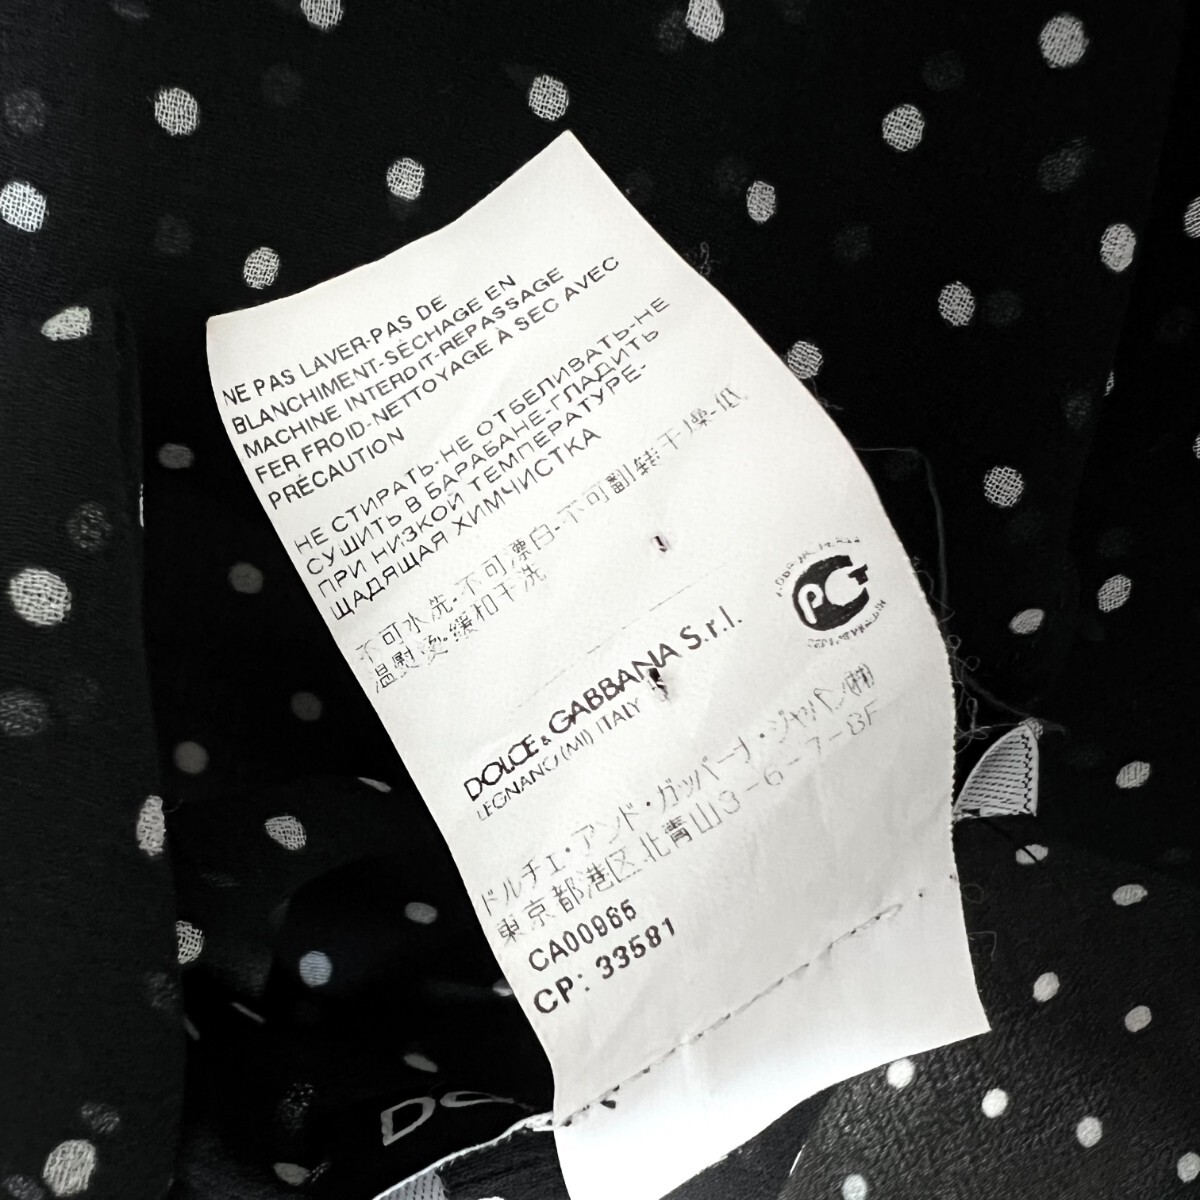 NE PAS LAVER-PAS DE
BLANCHIMENT-SÉCHAGE EN
MACHINE INTERDIT-REPASSAGE
FER FROID-NETTOYAGE À SEC AVEC
PRÉCAUTION
НЕ СТИРАТЬ-НЕ ОТБЕЛИВАТЬ-НЕ
СУШИТЬ В БАРАБАНЕ-ГЛАДИТЬ
ПРИ НИЗКОЙ ТЕМПЕРАТУРЕ-
ЩАДЯЩАЯ ХИМЧИСТКА
不可水洗-不可漂白-不可翻转干燥-低
温熨烫-缓和干洗
PCT
DOLCE & GABBANA S.r.l.
LEGNANO (MI) ITALY
ドルチェ・アンド・ガッバーナ・ジャパン㈱
東京都港区北青山3-6-7-8F
CA00965
CP: 33581